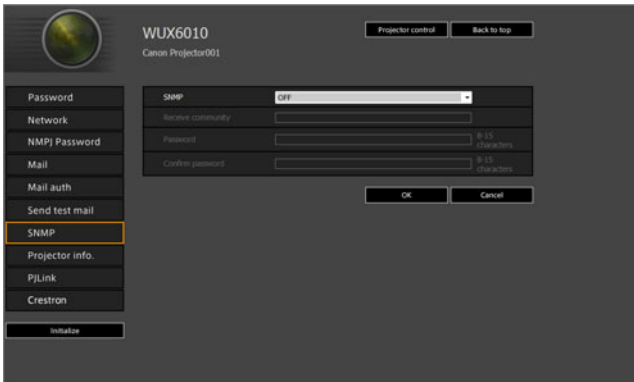 WUX6010
Canon Projector001
Projector control
Back to top
Password
Network
NMPJ Password
Mail
Mail auth
Send test mail
SNMP
Projector info.
PJLink
Crestron
Initialize
SNMP OFF
Receive community
Password 8-15 characters
Confirm password 8-15 characters
OK
Cancel